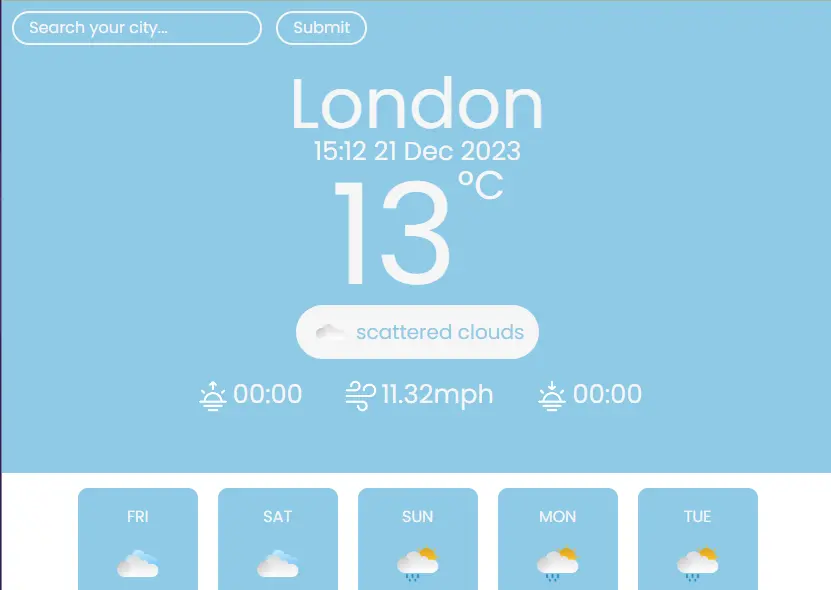 Search your city... Submit
London
15:12 21 Dec 2023
13 °C
scattered clouds
00:00 11.32mph 00:00
FRI SAT SUN MON TUE